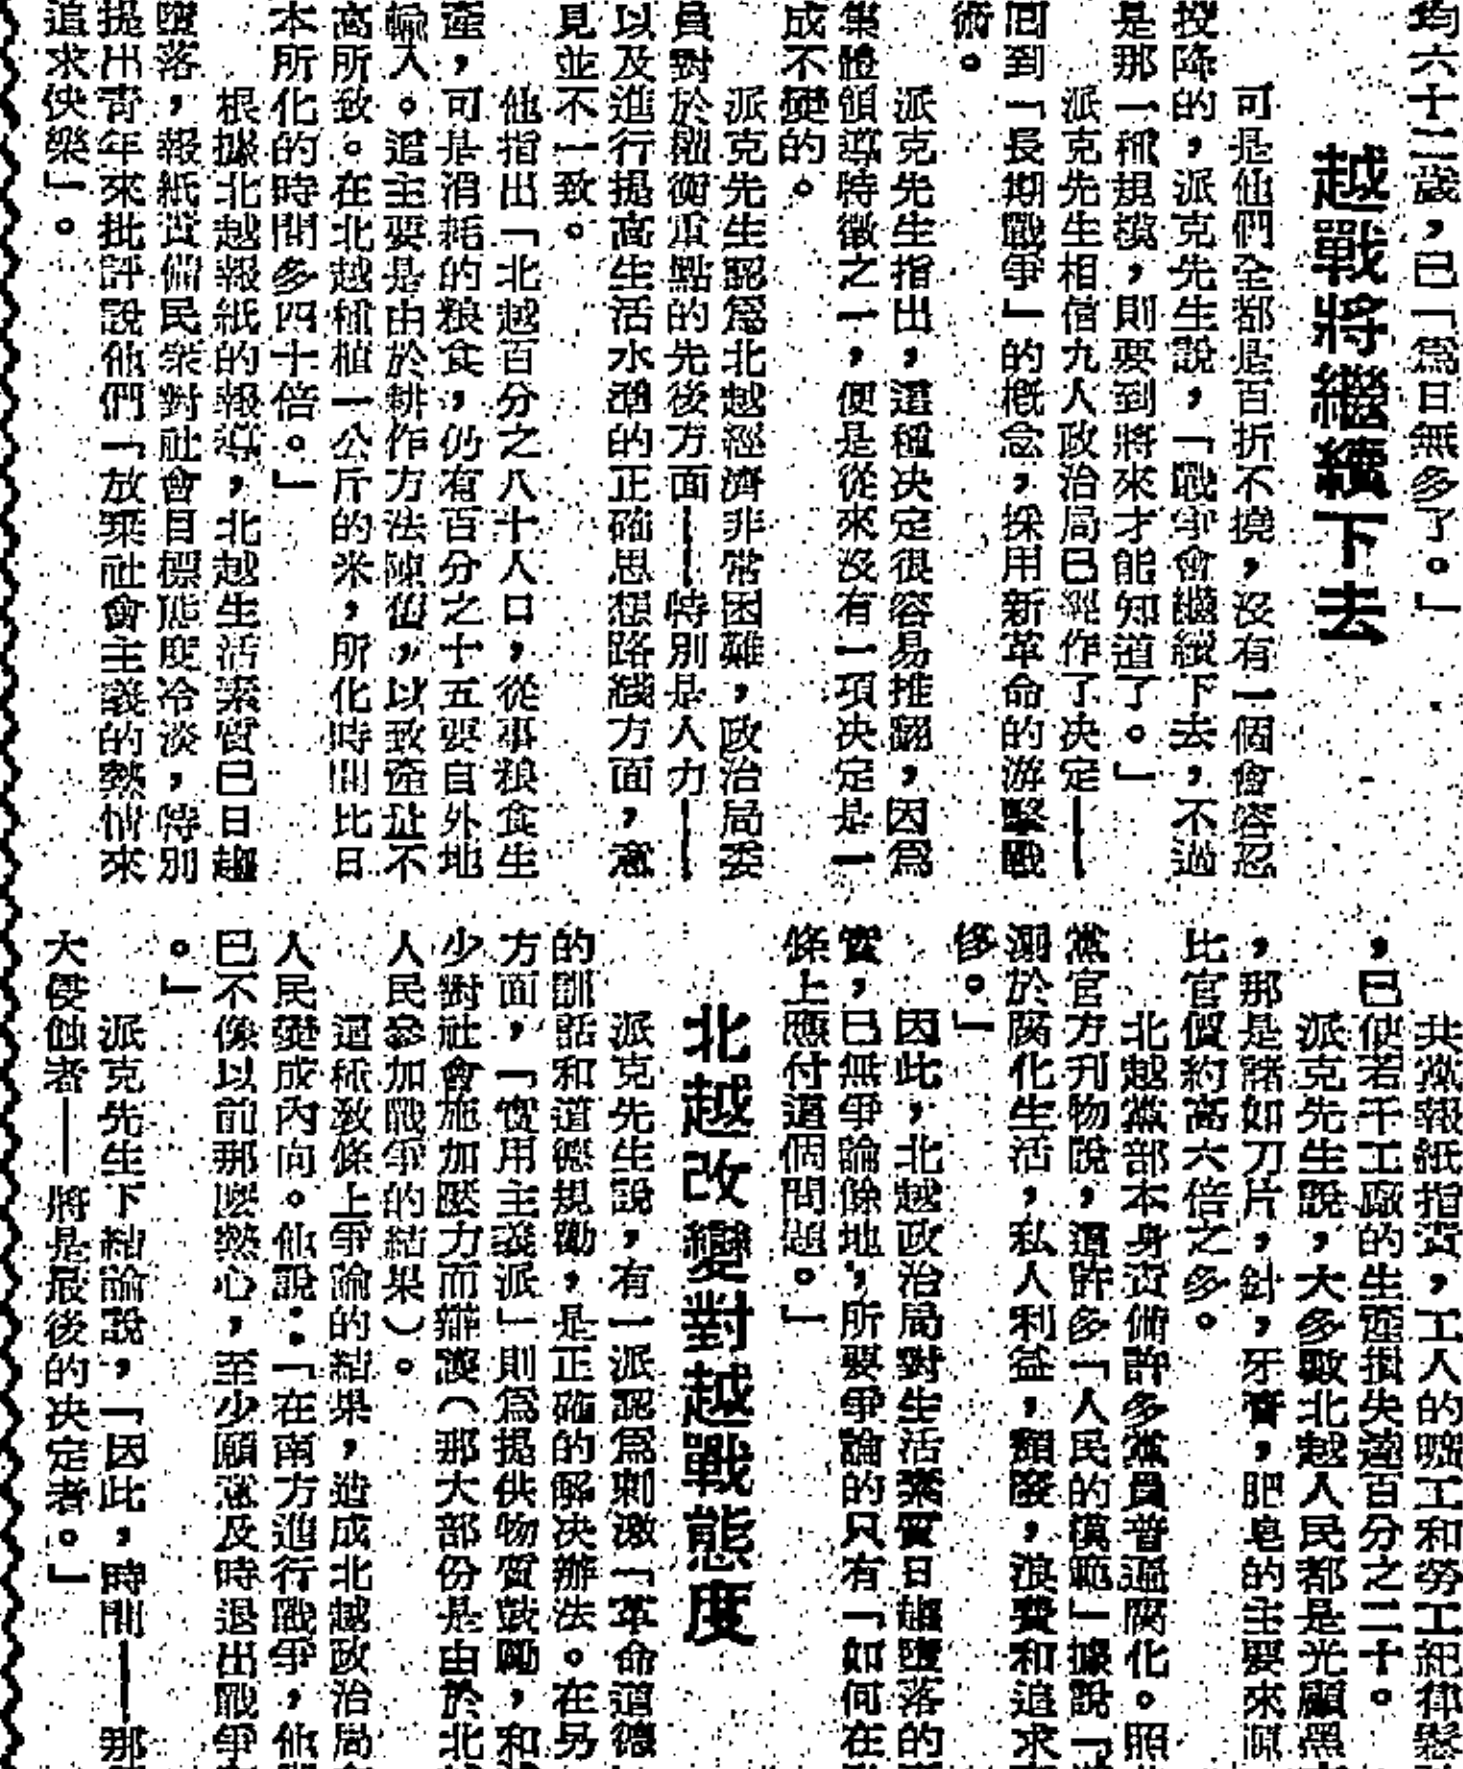 均六十二歲，已「爲日無多了。」
越戰將繼續下去
可是他們全都是百折不撓，沒有一個會容忍
投降的，派克先生說，「戰爭會繼續下去，不過
是那一種規模，則要到將來才能知道了。」
派克先生相信九人政治局已經作了決定——
回到「長期戰爭」的概念，採用新革命的游擊戰
術。
派克先生指出，這種決定很容易推翻，因爲
集體領導特徵之一，便是從來沒有一項決定是一
成不變的。
派克先生認爲北越經濟非常困難，政治局委
員對於權衡重點的先後方面——特別是人力——
以及進行提高生活水準的正確思想路綫方面，意
見並不一致。
他指出「北越百分之八十人口，從事粮食生
產，可是消耗的粮食，仍有百分之十五要自外地
輸入。這主要是由於耕作方法陳舊，以致產量不
高所致。在北越種植一公斤的米，所化時間比日
本所化的時間多四十倍。」
根據北越報紙的報導，北越生活素質已日趨
墮落，報紙責備民衆對社會目標態度冷淡，特別
提出靑年來批評說他們「放棄社會主義的熱情來
追求快樂」。
共黨報紙指責，工人的曠工和勞工紀律鬆
，已使若干工廠的生產損失達百分之二十。
派克先生說，大多數北越人民都是光顧黑
，那是諸如刀片，針，牙膏，肥皂的主要來源
比官價約高六倍之多。
北越黨部本身責備許多黨員普遍腐化。照
黨官方刊物說，這許多「人民的模範」據說「
溺於腐化生活，私人利益，頹廢，浪費和追求
修。」
因此，北越政治局對生活素質日趨墮落的
實，已無爭論餘地，所要爭論的只有「如何在
條上應付這個問題。」
北越改變對越戰態度
派克先生說，有一派認爲刺激「革命道德
的訓話和道德規勸，是正確的解決辦法。在另
方面，「實用主義派」則爲提供物質鼓勵，和
少對社會施加壓力而辯護（那大部份是由於北
人民參加戰爭的結果）。
這種敎條上爭論的結果，造成北越政治局
人民變成內向。他說：「在南方進行戰爭，他
已不像以前那麼熱心，至少願意及時退出戰爭
。」
派克先生下結論說，「因此，時間——那
大侵蝕者——將是最後的決定者。」